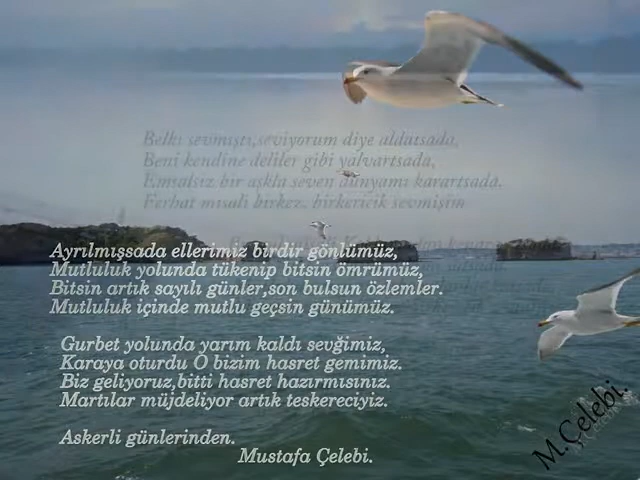 Belki sevmişti,seviyorum diye aldatsada,
Beni kendine deliler gibi yalvartsada,
Emsalsiz bir aşkla seven dünyamı karartsada.
Ferhat misali birkez, birkericik sevmişim
Ayrılmışsada ellerimiz birdir gönlümüz,
Mutluluk yolunda tükenip bitsin ömrümüz,
Bitsin artık sayılı günler,son bulsun özlemler.
Mutluluk içinde mutlu geçsin günümüz.
Gurbet yolunda yarım kaldı sevğimiz,
Karaya oturdu O bizim hasret gemimiz.
Biz geliyoruz,bitti hasret hazırmısınız.
Martılar müjdeliyor artık teskereciyiz.
Askerli günlerinden.
Mustafa Çelebi.
M.Çelebi.